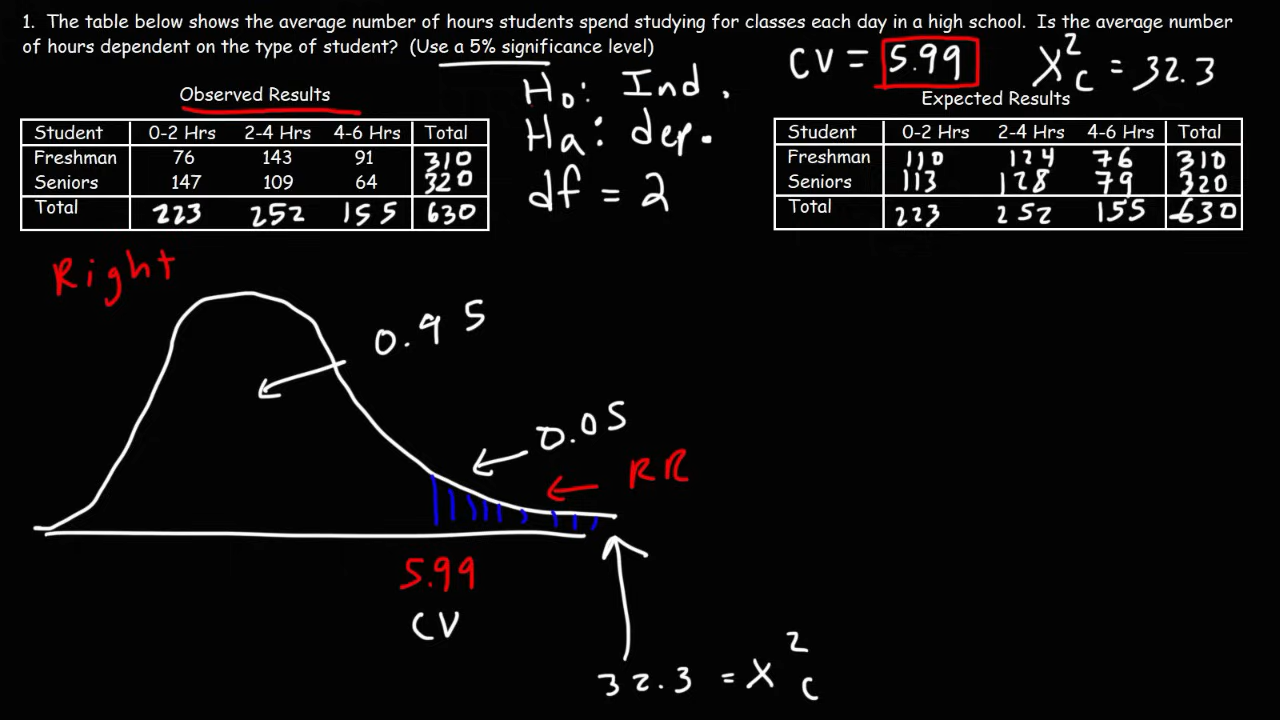 1. The table below shows the average number of hours students spend studying for classes each day in a high school. Is the average number
of hours dependent on the type of student? (Use a 5% significance level)
CV = 5.99 X²c = 32.3
Observed Results
H0: Ind.
Expected Results
Student 0-2 Hrs 2-4 Hrs 4-6 Hrs Total
Freshman 76 143 91 310
Seniors 147 109 64 320
Total 223 252 155 630
Ha: dep.
df = 2
Student 0-2 Hrs 2-4 Hrs 4-6 Hrs Total
Freshman 110 124 76 310
Seniors 113 128 79 320
Total 223 252 155 630
Right
0.95
0.05
RR
5.99
CV
32.3 = X²c